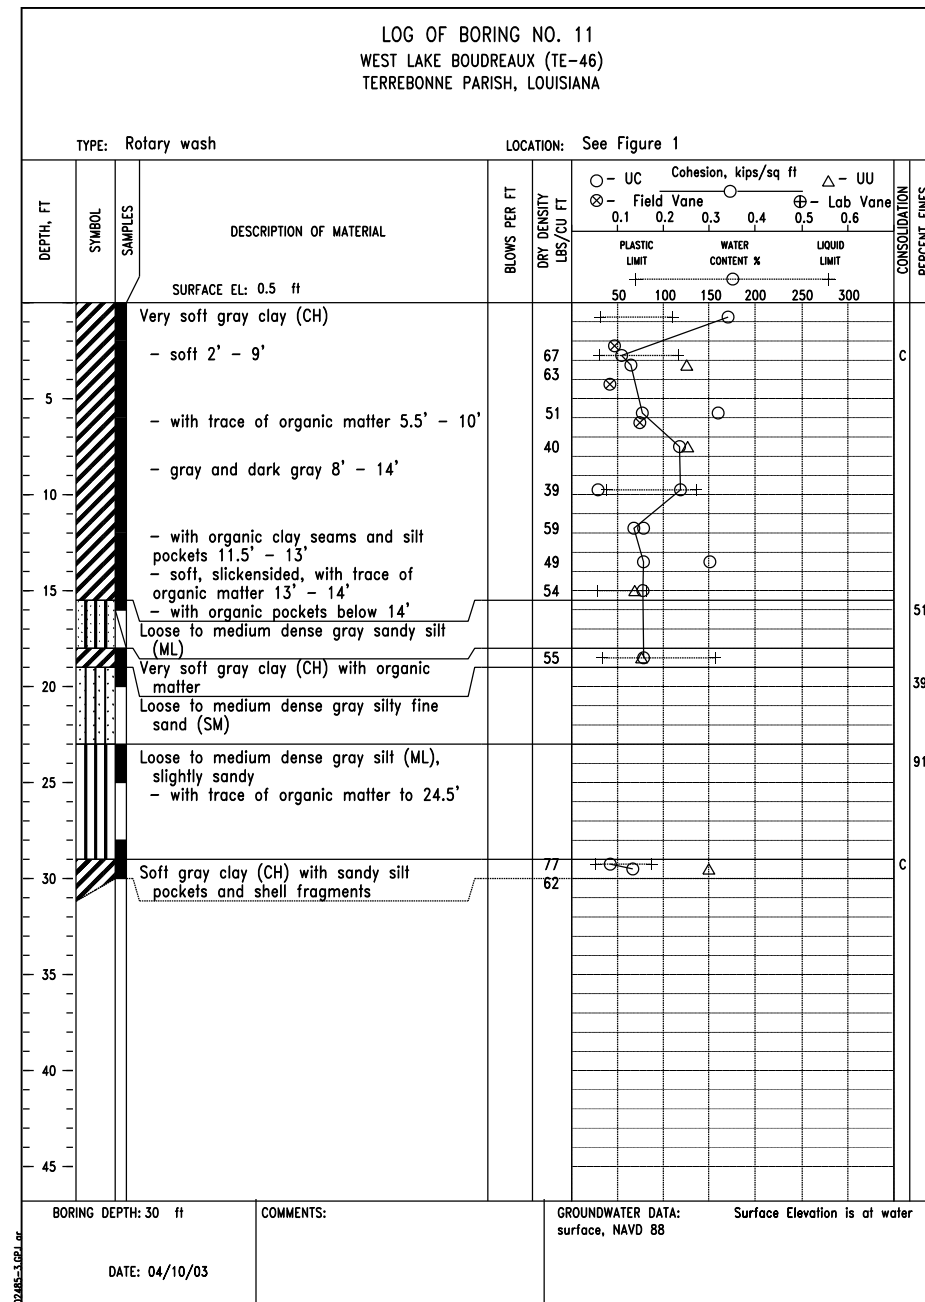 LOG OF BORING NO. 11
WEST LAKE BOUDREAUX (TE-46)
TERREBONNE PARISH, LOUISIANA
TYPE: Rotary wash
LOCATION: See Figure 1
DEPTH, FT
SYMBOL
SAMPLES
DESCRIPTION OF MATERIAL
SURFACE EL: 0.5 ft
BLOWS PER FT
DRY DENSITY
LBS/CU FT
Cohesion, kips/sq ft
- UC
- UU
- Field Vane
- Lab Vane
0.1 0.2 0.3 0.4 0.5 0.6
PLASTIC LIMIT
WATER CONTENT %
LIQUID LIMIT
50 100 150 200 250 300
CONSOLIDATION
PERCENT FINES
Very soft gray clay (CH)
- soft 2' - 9'
67 C
63
5
51
- with trace of organic matter 5.5' - 10'
40
- gray and dark gray 8' - 14'
10
39
59
- with organic clay seams and silt
pockets 11.5' - 13'
49
- soft, slickensided, with trace of
organic matter 13' - 14'
15
54
- with organic pockets below 14'
51
Loose to medium dense gray sandy silt
(ML)
55
Very soft gray clay (CH) with organic
matter
20
39
Loose to medium dense gray silty fine
sand (SM)
Loose to medium dense gray silt (ML),
91
slightly sandy
25
- with trace of organic matter to 24.5'
77 C
Soft gray clay (CH) with sandy silt
30
62
pockets and shell fragments
35
40
45
BORING DEPTH: 30 ft
COMMENTS:
GROUNDWATER DATA: Surface Elevation is at water
surface, NAVD 88
DATE: 04/10/03